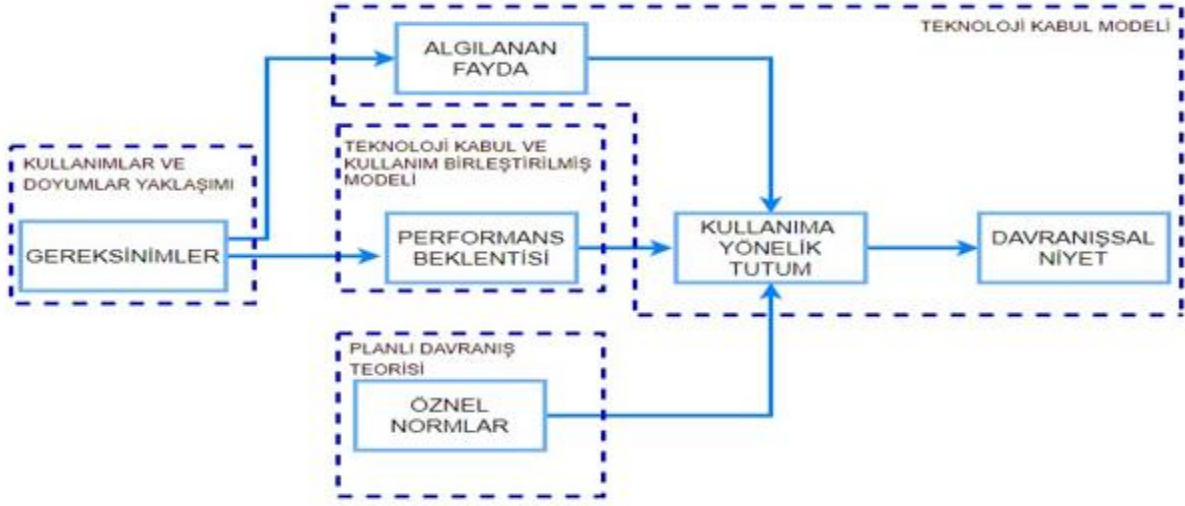 TEKNOLOJİ KABUL MODELİ
ALGILANAN
FAYDA
TEKNOLOJİ KABUL VE
KULLANIM BİRLEŞTİRİLMİŞ
MODELİ
KULLANIMLAR VE
DOYUMLAR YAKLAŞIMI
GEREKSİNİMLER
PERFORMANS
BEKLENTİSİ
KULLANIMA
YÖNELİK
TUTUM
DAVRANIŞSAL
NİYET
PLANLI DAVRANIŞ
TEORİSİ
ÖZNEL
NORMLAR